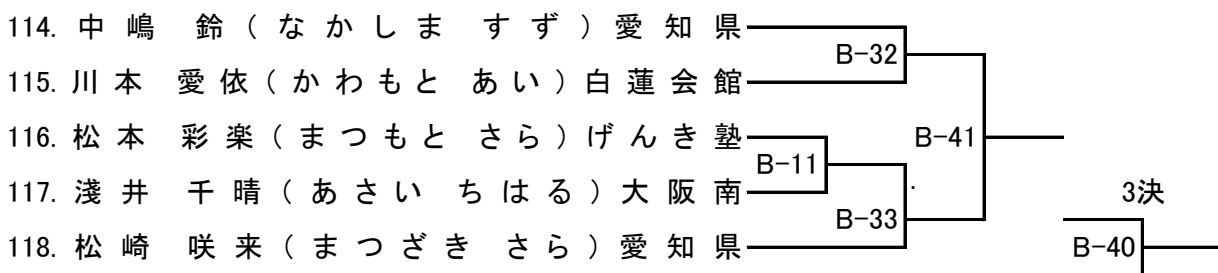 114. 中嶋 鈴(なかしま すず)愛知県
B-32
115. 川本 愛依(かわもと あい)白蓮会館
116. 松本 彩楽(まつもと さら)げんき塾
B-41
B-11
117. 淺井 千晴(あさい ちはる)大阪南
3決
B-33
118. 松崎 咲来(まつざき さら)愛知県
B-40